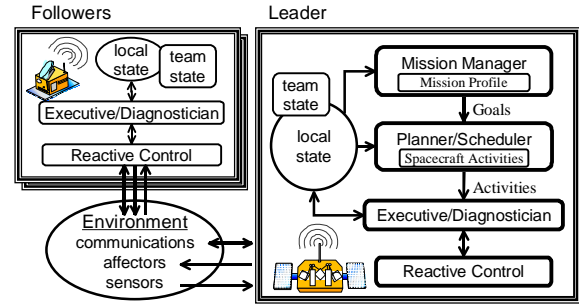 Followers
local
state
team
state
Executive/Diagnostician
Reactive Control
Environment
communications
affectors
sensors
Leader
team
state
local
state
Mission Manager
Mission Profile
Goals
Planner/Scheduler
Spacecraft Activities
Activities
Executive/Diagnostician
Reactive Control